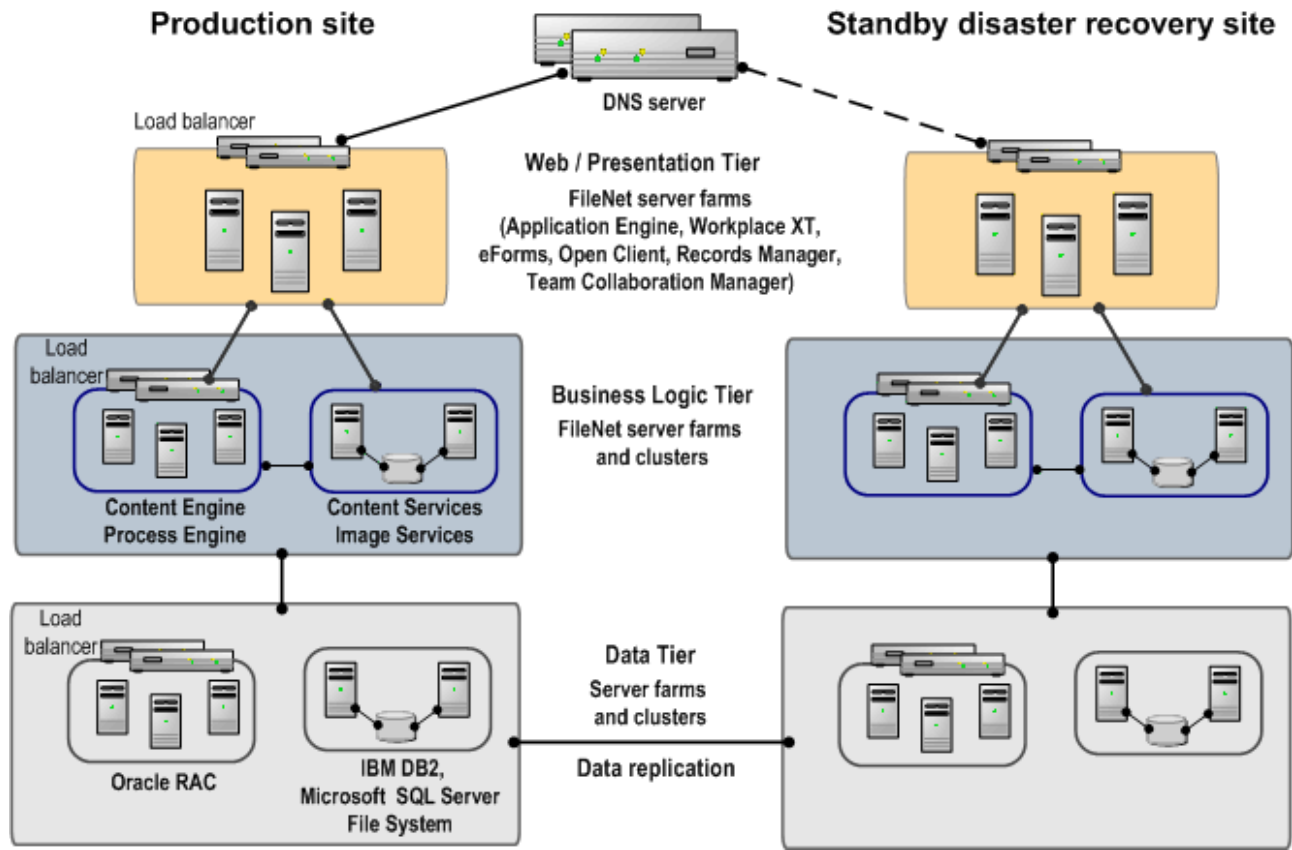 Production site
Standby disaster recovery site
DNS server
Load balancer
Web / Presentation Tier
FileNet server farms
(Application Engine, Workplace XT,
eForms, Open Client, Records Manager,
Team Collaboration Manager)
Load
balancer
Business Logic Tier
FileNet server farms
and clusters
Content Engine
Process Engine
Content Services
Image Services
Load
balancer
Data Tier
Server farms
and clusters
Oracle RAC
IBM DB2,
Microsoft SQL Server
File System
Data replication